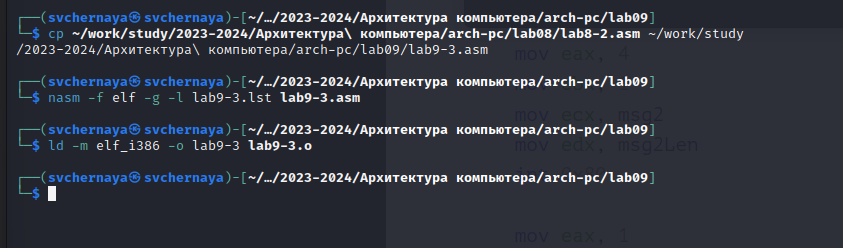 ┌──(svchernaya㉿svchernaya)-[~/…/2023-2024/Архитектура компьютера/arch-pc/lab09]
└─$ cp ~/work/study/2023-2024/Архитектура\ компьютера/arch-pc/lab08/lab8-2.asm ~/work/study
/2023-2024/Архитектура\ компьютера/arch-pc/lab09/lab9-3.asm
mov eax, 4
┌──(svchernaya㉿svchernaya)-[~/…/2023-2024/Архитектура компьютера/arch-pc/lab09]
└─$ nasm -f elf -g -l lab9-3.lst lab9-3.asm
mov ecx, msg2
┌──(svchernaya㉿svchernaya)-[~/…/2023-2024/Архитектура компьютера/arch-pc/lab09]
└─$ ld -m elf_i386 -o lab9-3 lab9-3.o
mov edx, msg2Len
┌──(svchernaya㉿svchernaya)-[~/…/2023-2024/Архитектура компьютера/arch-pc/lab09]
└─$
mov eax, 1